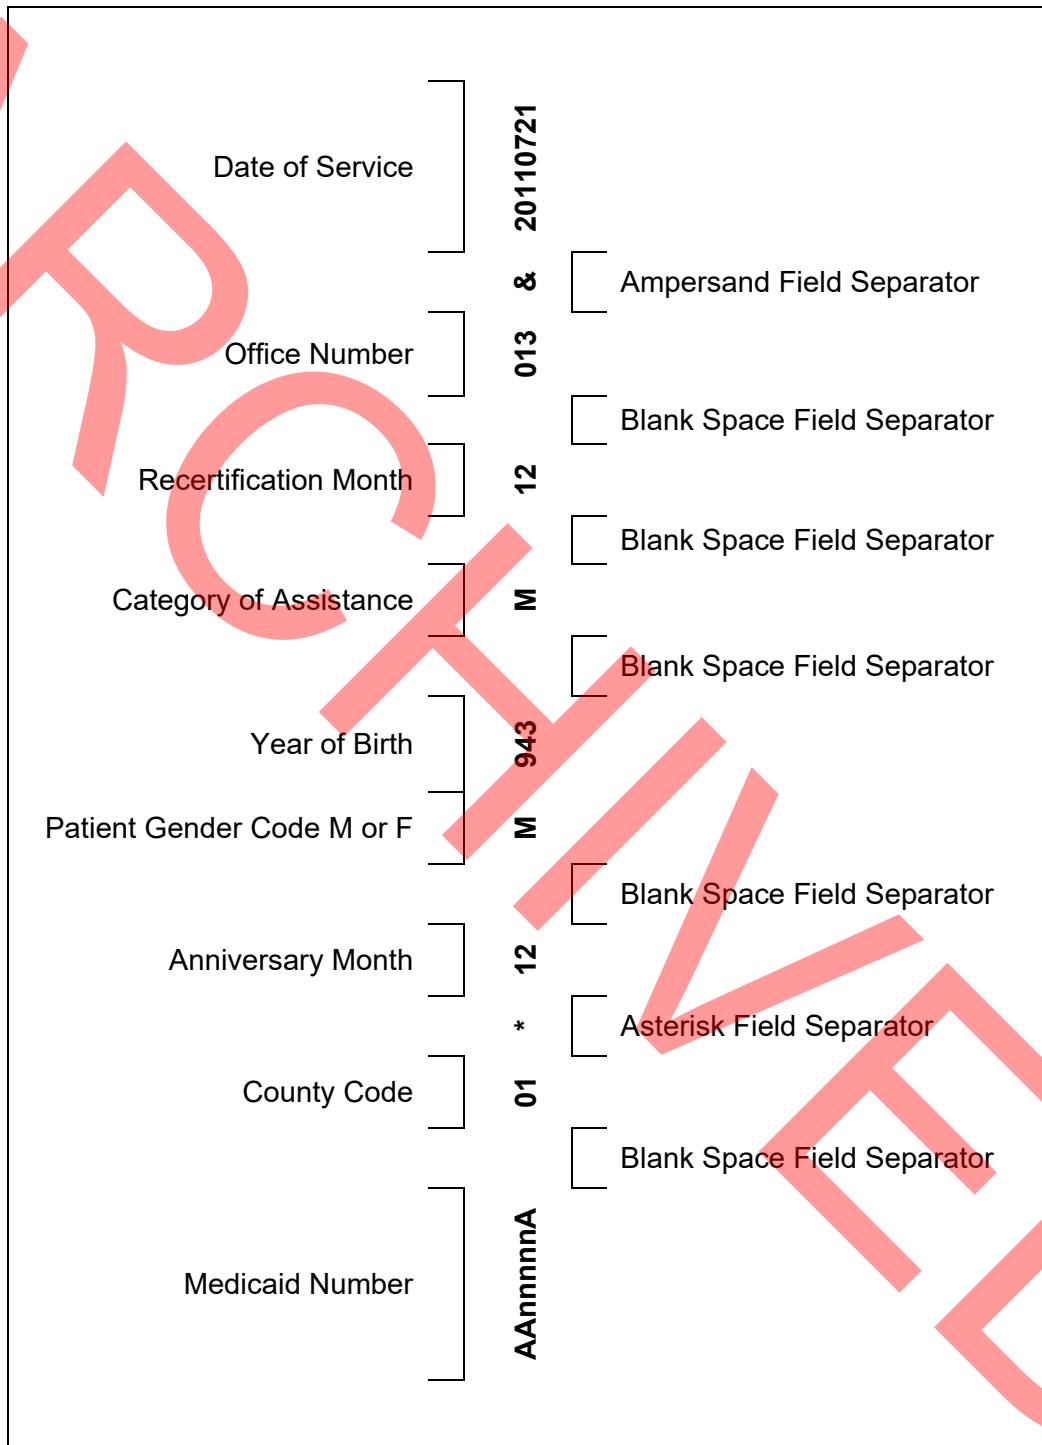 Date of Service
20110721
&
Ampersand Field Separator
Office Number
013
Blank Space Field Separator
Recertification Month
12
Blank Space Field Separator
Category of Assistance
M
Blank Space Field Separator
Year of Birth
943
Patient Gender Code M or F
M
Blank Space Field Separator
Anniversary Month
12
*
Asterisk Field Separator
County Code
01
Blank Space Field Separator
Medicaid Number
AAnnnnnA
RCHIVED